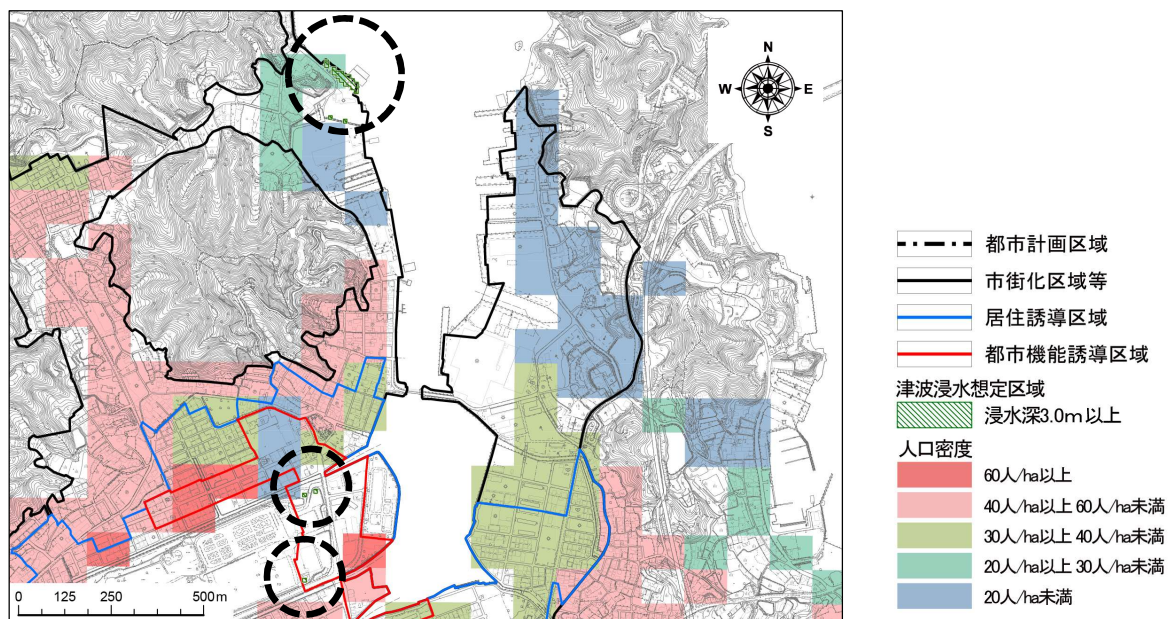 N
W
E
S
都市計画区域
市街化区域等
居住誘導区域
都市機能誘導区域
津波浸水想定区域
浸水深3.0m以上
人口密度
60人/ha以上
40人/ha以上 60人/ha未満
30人/ha以上 40人/ha未満
20人/ha以上 30人/ha未満
20人/ha未満
0 125 250 500m